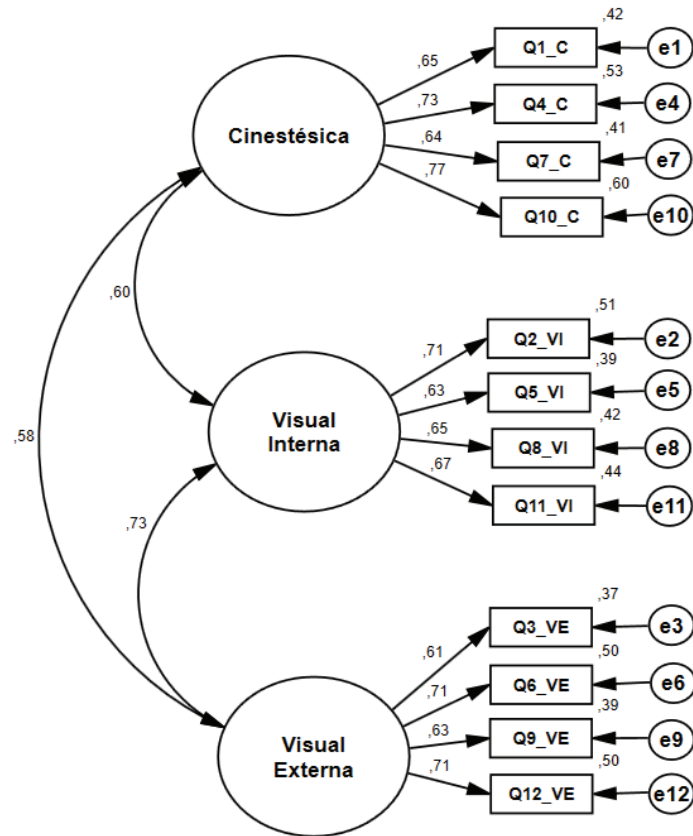 ,42
,65
Q1_C
e1
,53
,73
Q4_C
e4
,41
Cinestésica
,64
Q7_C
e7
,77
,60
Q10_C
e10
,60
,51
,71
Q2_VI
e2
,39
,63
Q5_VI
e5
,42
Visual
Interna
,65
Q8_VI
e8
,44
,67
Q11_VI
e11
,58
,73
,37
,61
Q3_VE
e3
,50
,71
Q6_VE
e6
,39
Visual
Externa
,63
Q9_VE
e9
,50
,71
Q12_VE
e12